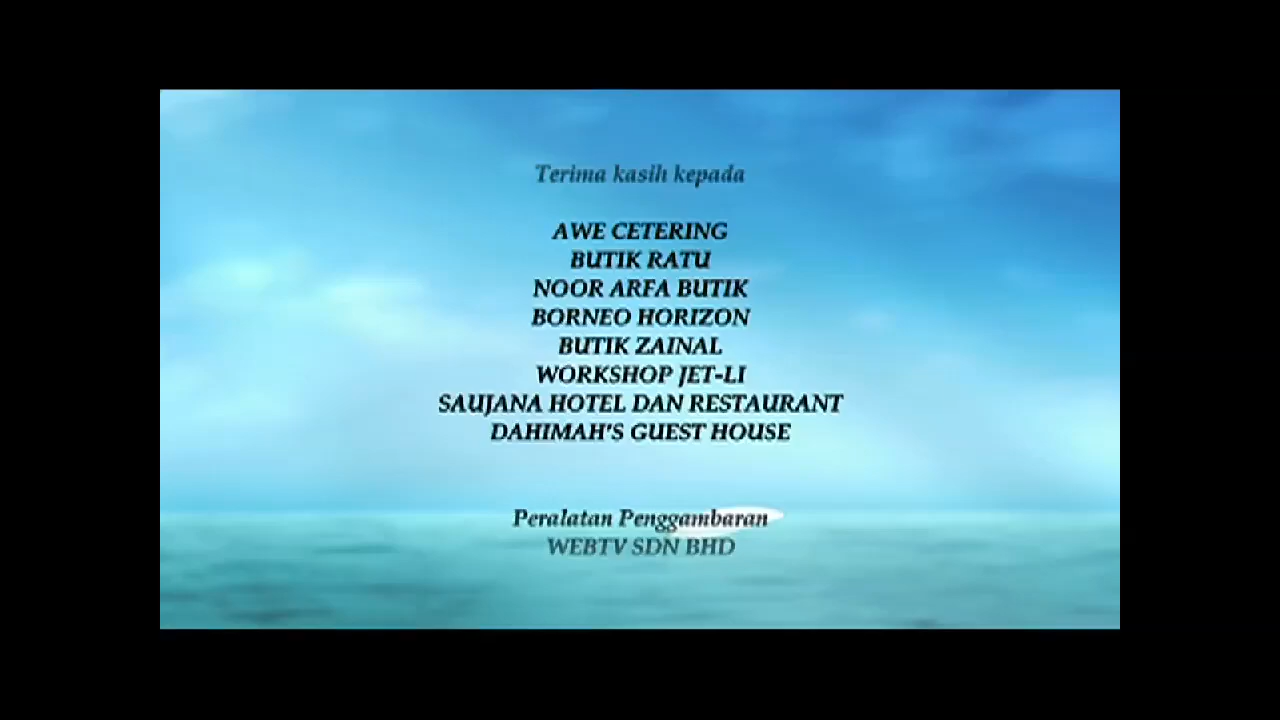 Terima kasih kepada
AWE CETERING
BUTIK RATU
NOOR ARFA BUTIK
BORNEO HORIZON
BUTIK ZAINAL
WORKSHOP JET-LI
SAUJANA HOTEL DAN RESTAURANT
DAHIMAH'S GUEST HOUSE
Peralatan Penggambaran
WEBTV SDN BHD